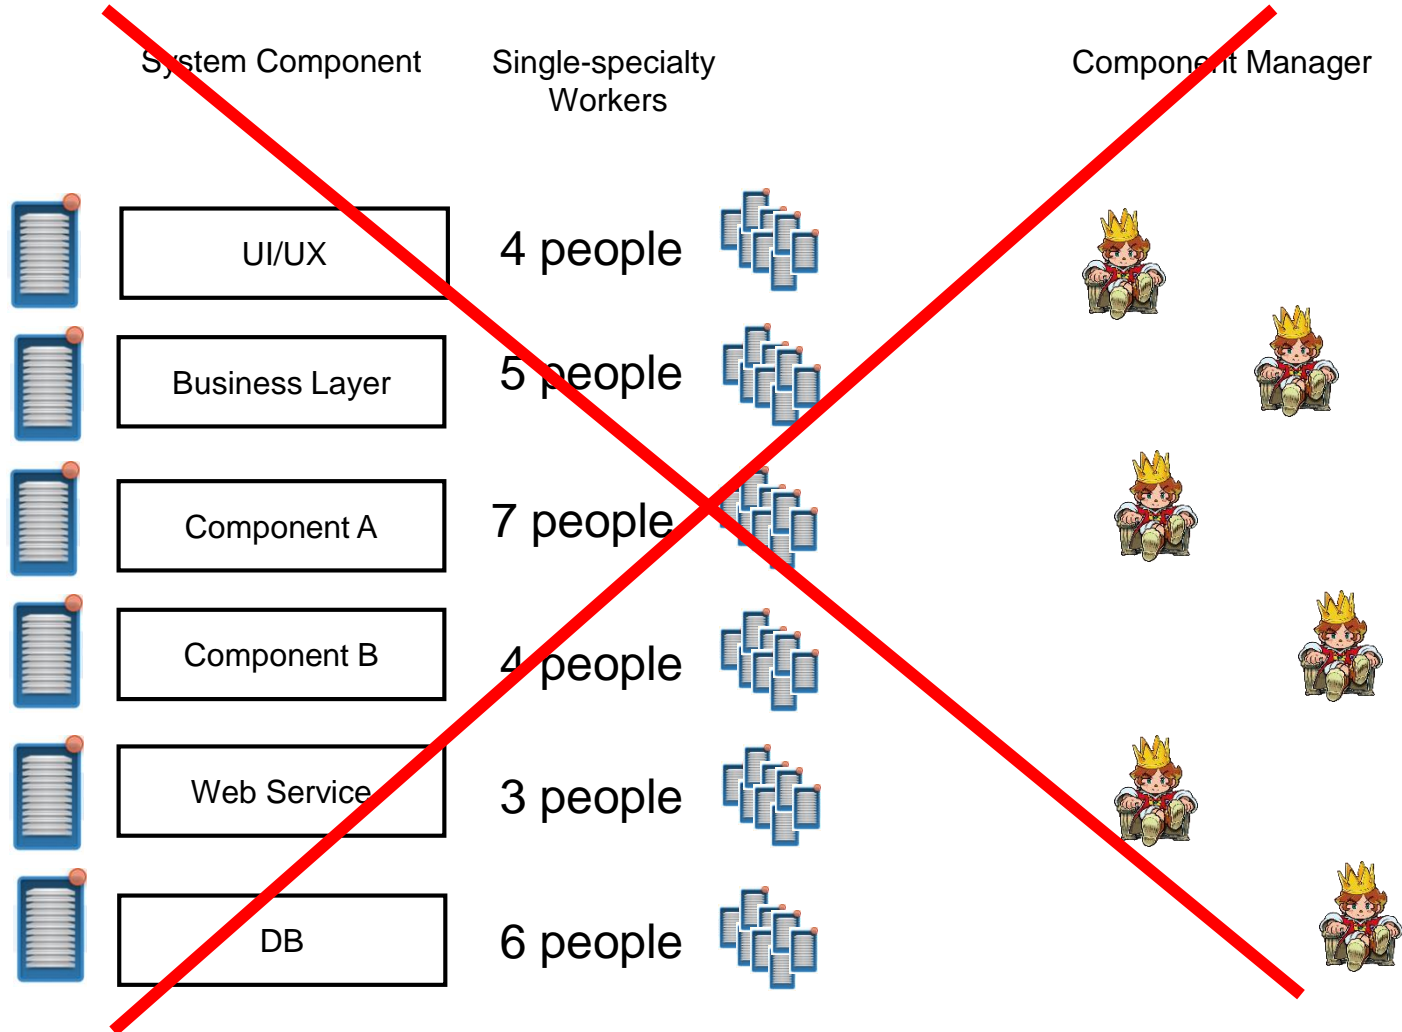 System Component
Single-specialty
Workers
Component Manager
UI/UX
4 people
Business Layer
5 people
Component A
7 people
Component B
4 people
Web Service
3 people
DB
6 people